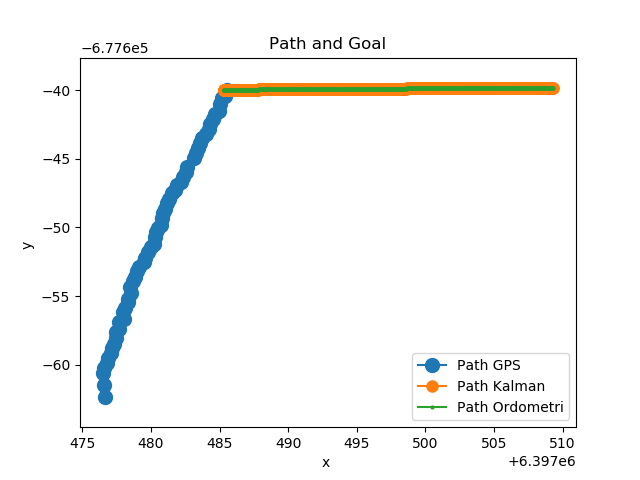 Path and Goal
−6.776e5
−40
−45
−50
−55
−60
y
475
480
485
490
495
500
505
510
x
+6.397e6
Path GPS
Path Kalman
Path Ordometri